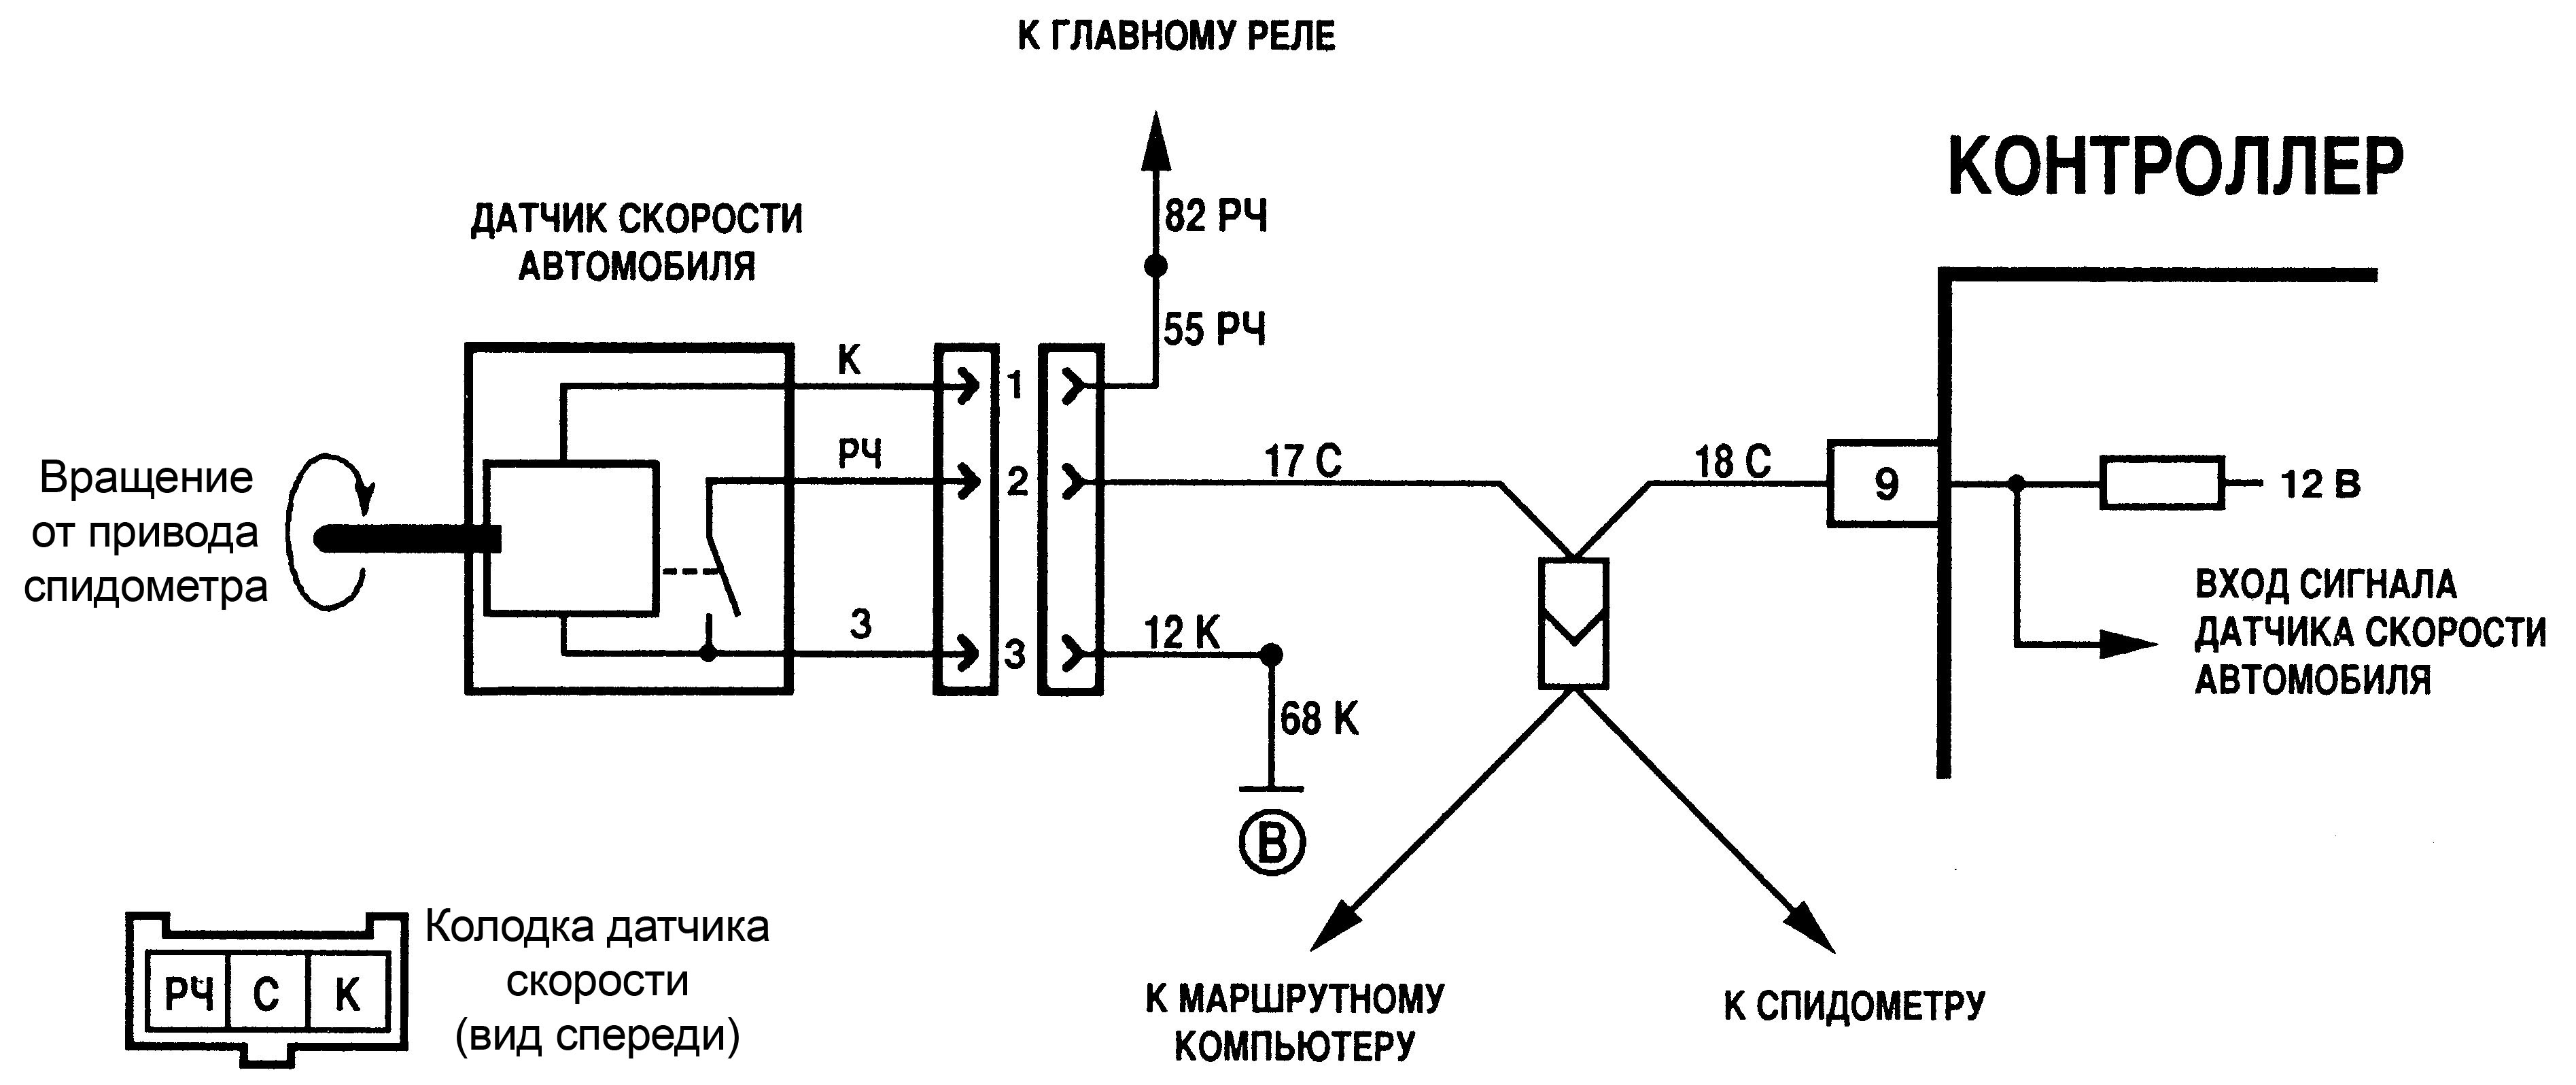 К ГЛАВНОМУ РЕЛЕ
КОНТРОЛЛЕР
ДАТЧИК СКОРОСТИ
АВТОМОБИЛЯ
82 РЧ
55 РЧ
К
1
РЧ
2
17 С
18 С
9
12 В
Вращение
от привода
спидометра
З
3
12 К
68 К
В
ВХОД СИГНАЛА
ДАТЧИКА СКОРОСТИ
АВТОМОБИЛЯ
РЧ С К
Колодка датчика
скорости
(вид спереди)
К МАРШРУТНОМУ
КОМПЬЮТЕРУ
К СПИДОМЕТРУ